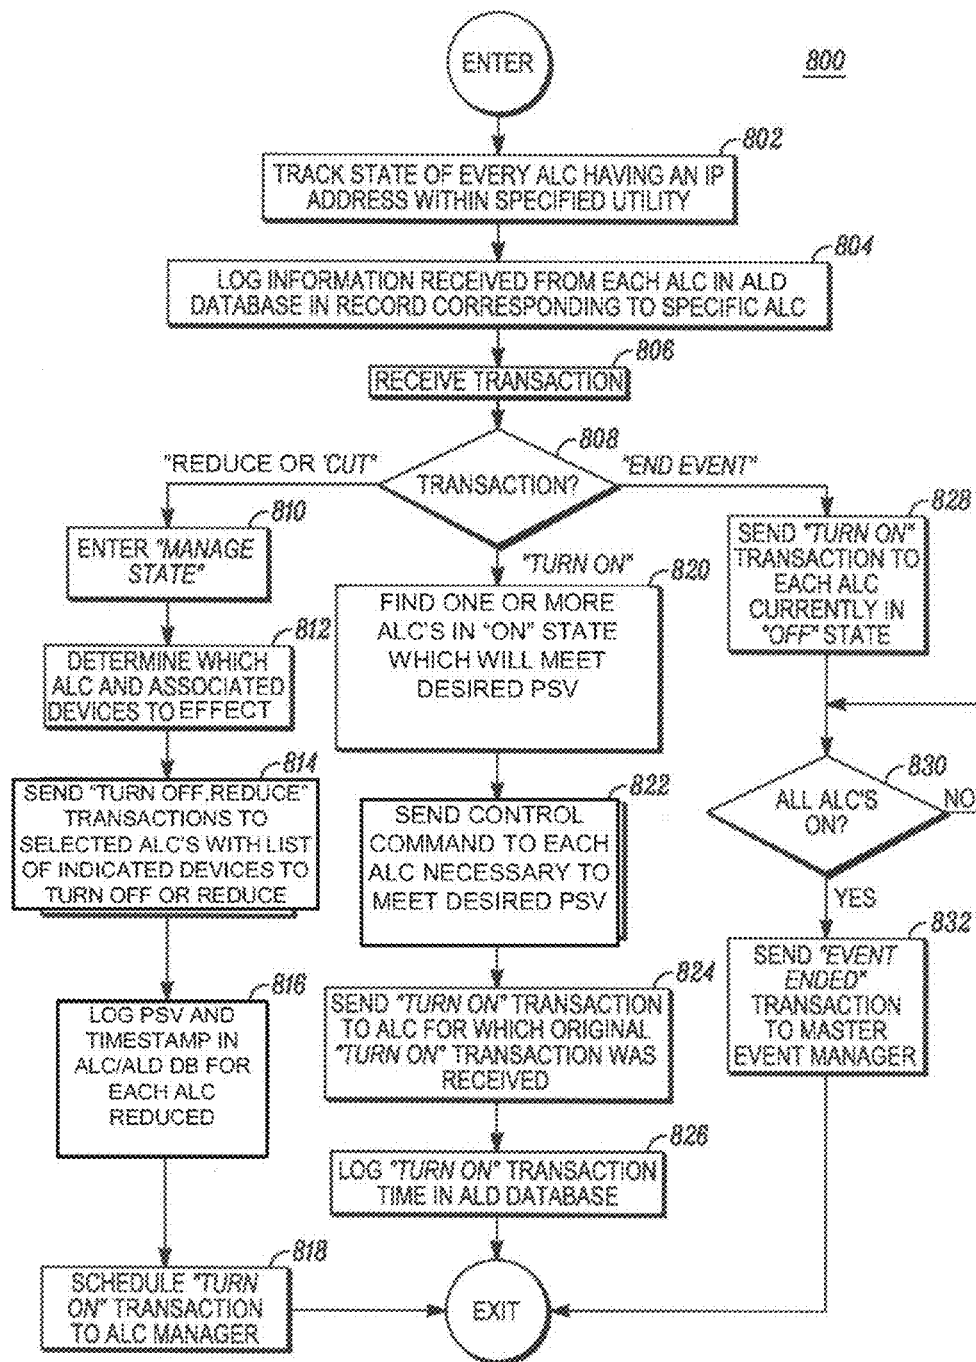 ENTER
800
802
TRACK STATE OF EVERY ALC HAVING AN IP
ADDRESS WITHIN SPECIFIED UTILITY
804
LOG INFORMATION RECEIVED FROM EACH ALC IN ALD
DATABASE IN RECORD CORRESPONDING TO SPECIFIC ALC
806
RECEIVE TRANSACTION
808
TRANSACTION?
"REDUCE OR 'CUT"
"END EVENT"
"TURN ON"
810
ENTER "MANAGE
STATE"
812
DETERMINE WHICH
ALC AND ASSOCIATED
DEVICES TO EFFECT
814
SEND "TURN OFF.REDUCE"
TRANSACTIONS TO
SELECTED ALC'S WITH LIST
OF INDICATED DEVICES TO
TURN OFF OR REDUCE
816
LOG PSV AND
TIMESTAMP IN
ALC/ALD DB FOR
EACH ALC
REDUCED
818
SCHEDULE "TURN
ON" TRANSACTION
TO ALC MANAGER
820
FIND ONE OR MORE
ALC'S IN "ON" STATE
WHICH WILL MEET
DESIRED PSV
822
SEND CONTROL
COMMAND TO EACH
ALC NECESSARY TO
MEET DESIRED PSV
824
SEND "TURN ON" TRANSACTION
TO ALC FOR WHICH ORIGINAL
"TURN ON" TRANSACTION WAS
RECEIVED
826
LOG "TURN ON" TRANSACTION
TIME IN ALD DATABASE
EXIT
828
SEND "TURN ON"
TRANSACTION TO
EACH ALC
CURRENTLY IN
"OFF" STATE
830
ALL ALC'S
ON?
NO
YES
832
SEND "EVENT
ENDED"
TRANSACTION
TO MASTER
EVENT MANAGER